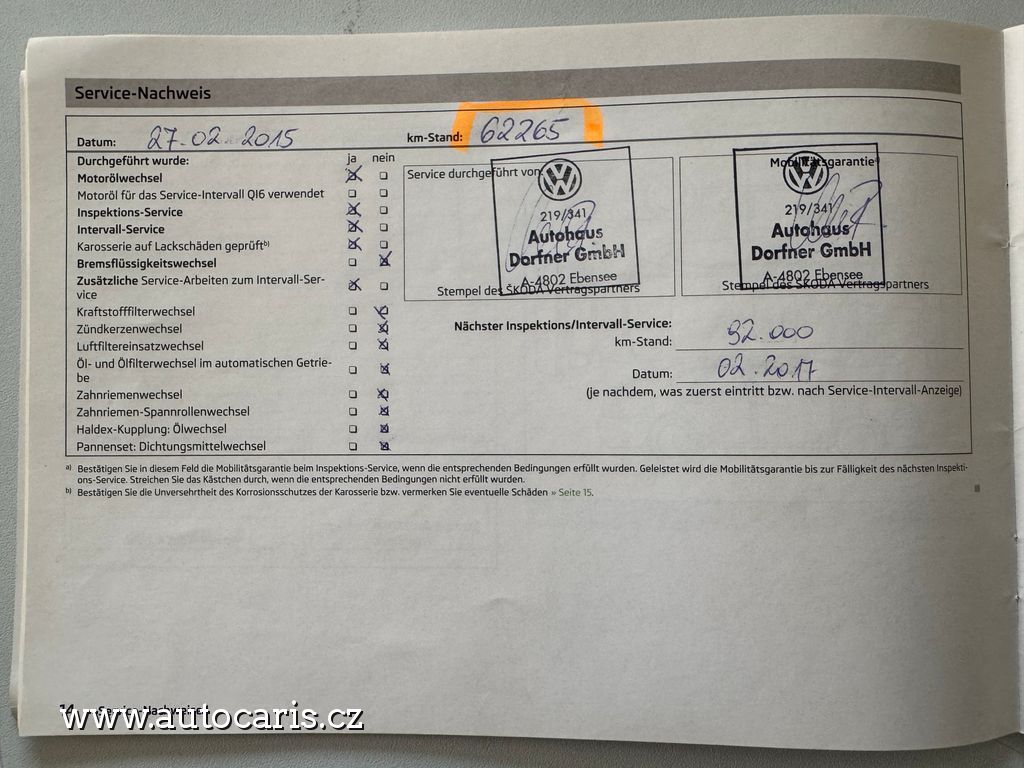 Service-Nachweis
Datum: 27.02.2015 km-Stand: 62265
Durchgeführt wurde: ja nein
Motorölwechsel
Motoröl für das Service-Intervall QI6 verwendet
Inspektions-Service
Intervall-Service
Karosserie auf Lackschäden geprüft b)
Bremsflüssigkeitswechsel
Zusätzliche Service-Arbeiten zum Intervall-Ser-
vice
Kraftstofffilterwechsel
Zündkerzenwechsel
Luftfiltereinsatzwechsel
Öl- und Ölfilterwechsel im automatischen Getrie-
be
Zahnriemenwechsel
Zahnriemen-Spannrollenwechsel
Haldex-Kupplung: Ölwechsel
Pannenset: Dichtungsmittelwechsel
Service durchgeführt von:
219/341
Autohaus
Dorfner GmbH
A-4802 Ebensee
Stempel des ŠKODA Vertragspartners
Mobilitätsgarantie a)
219/341
Autohaus
Dorfner GmbH
A-4802 Ebensee
Stempel des ŠKODA Vertragspartners
Nächster Inspektions/Intervall-Service:
km-Stand: 92.000
Datum: 02.2017
(je nachdem, was zuerst eintritt bzw. nach Service-Intervall-Anzeige)
a) Bestätigen Sie in diesem Feld die Mobilitätsgarantie beim Inspektions-Service, wenn die entsprechenden Bedingungen erfüllt wurden. Geleistet wird die Mobilitätsgarantie bis zur Fälligkeit des nächsten Inspekti-
ons-Service. Streichen Sie das Kästchen durch, wenn die entsprechenden Bedingungen nicht erfüllt wurden.
b) Bestätigen Sie die Unversehrtheit des Korrosionsschutzes der Karosserie bzw. vermerken Sie eventuelle Schäden » Seite 15.
14 Service-Nachweise
www.autocaris.cz